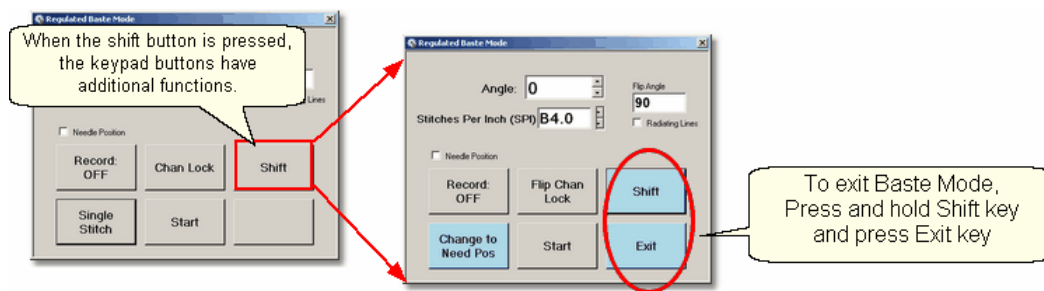 Regulated Baste Mode
When the shift button is pressed,
the keypad buttons have
additional functions.
Lines
Needle Position
Record:
OFF
Chan Lock
Shift
Single
Stitch
Start
Regulated Baste Mode
Angle: 0
Flip Angle
90
Stitches Per Inch (SPI) B4.0
Radiating Lines
Needle Position
Record:
OFF
Flip Chan
Lock
Shift
Change to
Need Pos
Start
Exit
To exit Baste Mode,
Press and hold Shift key
and press Exit key